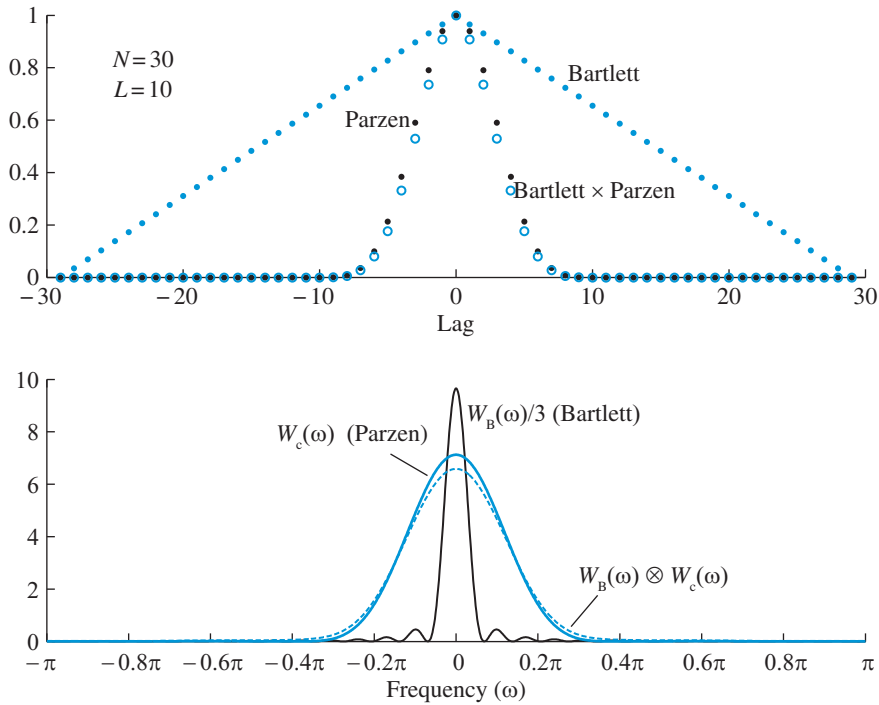 1
0.8
0.6
0.4
0.2
0
N = 30
L = 10
Bartlett
Parzen
Bartlett × Parzen
−30 −20 −10 0 10 20 30
Lag
10
8
6
4
2
0
W_B(ω)/3 (Bartlett)
W_c(ω) (Parzen)
W_B(ω) ⊗ W_c(ω)
−π −0.8π −0.6π −0.4π −0.2π 0 0.2π 0.4π 0.6π 0.8π π
Frequency (ω)